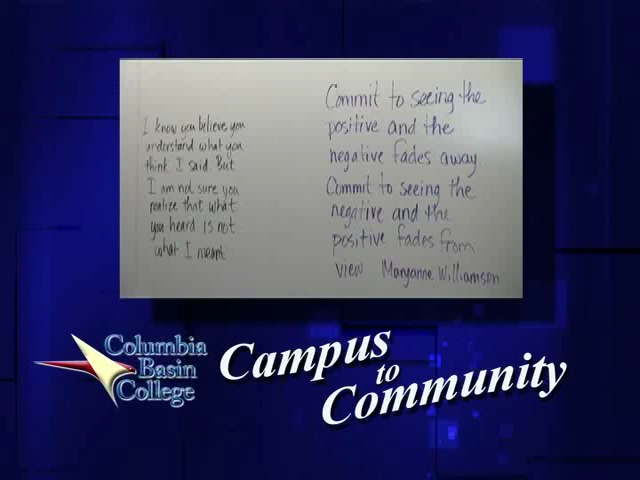 I know you believe you
understand what you
think I said. But
I am not sure you
realize that what
you heard is not
what I meant
Commit to seeing the
positive and the
negative fades away
Commit to seeing the
negative and the
positive fades from
view Maryanne Williamson
Columbia
Basin
College
Campus
to
Community